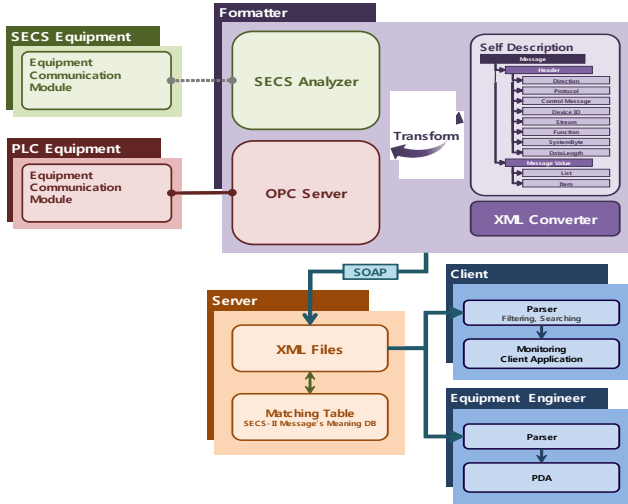 Formatter
SECS Equipment
Equipment
Communication
Module
SECS Analyzer
Self Description
Message
Header
Direction
Protocol
Control Message
Device ID
Stream
Function
SystemByte
DataLength
Message Value
List
Item
Transform
PLC Equipment
Equipment
Communication
Module
OPC Server
XML Converter
SOAP
Server
XML Files
Matching Table
SECS-II Message's Meaning DB
Client
Parser
Filtering, Searching
Monitoring
Client Application
Equipment Engineer
Parser
PDA